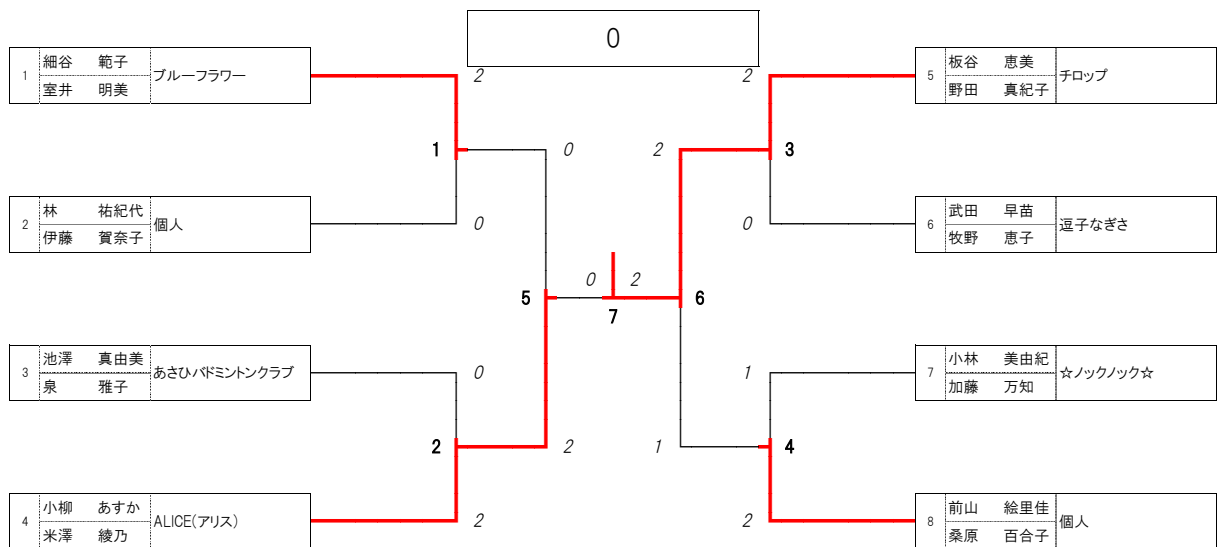 0
1 細谷 範子 ブルーフラワー
室井 明美
2
1
0
2 林 祐紀代 個人
伊藤 賀奈子
0
5
0
7
3 池澤 真由美 あさひバドミントンクラブ
泉 雅子
0
2
2
4 小柳 あすか ALICE(アリス)
米澤 綾乃
2
5 板谷 恵美 チロップ
野田 真紀子
2
2
3
6 武田 早苗 逗子なぎさ
牧野 恵子
0
2
6
7 小林 美由紀 ☆ノックノック☆
加藤 万知
1
1
4
8 前山 絵里佳 個人
桑原 百合子
2